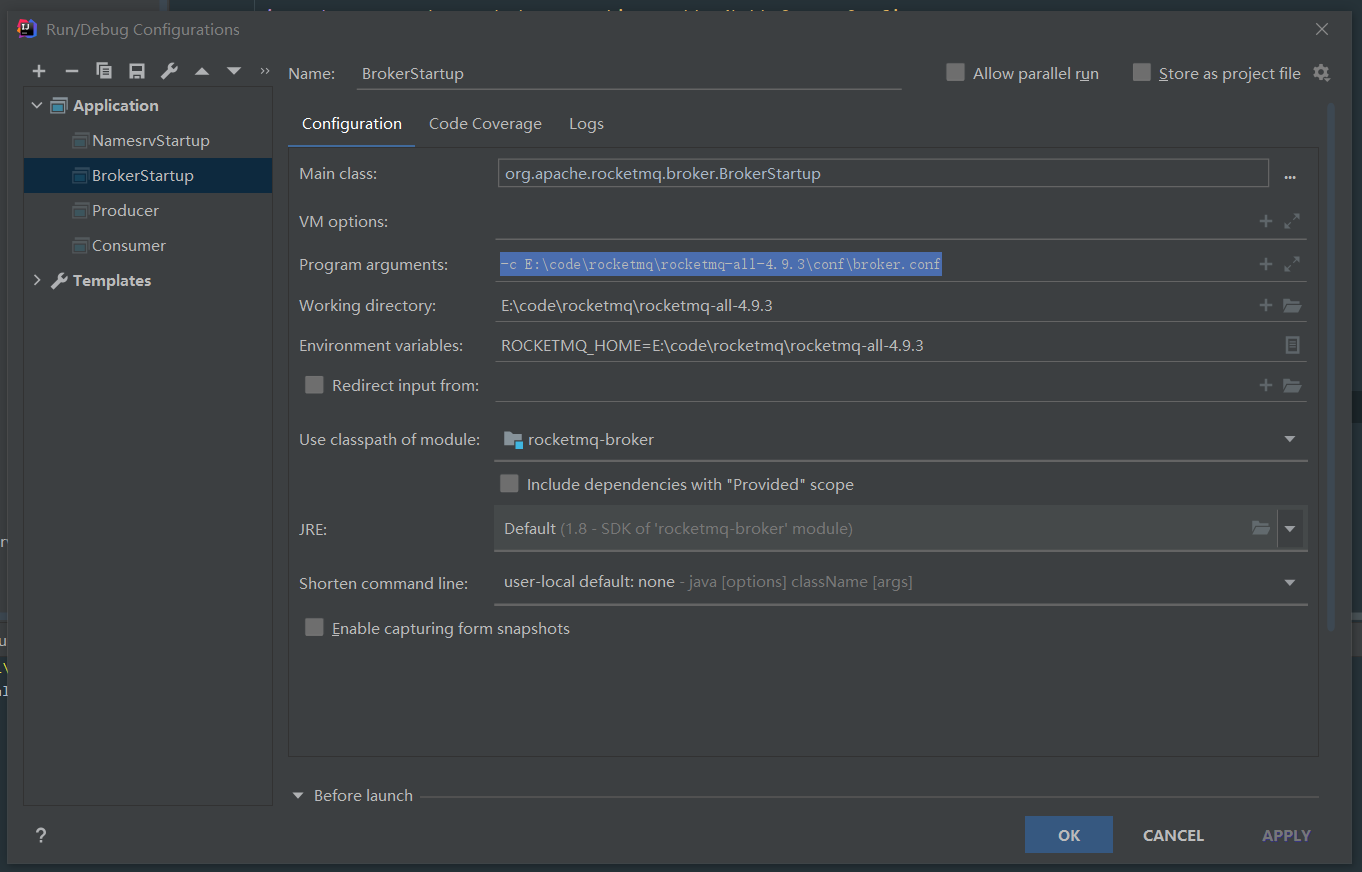 Run/Debug Configurations
Name: BrokerStartup
Allow parallel run
Store as project file
Application
NamesrvStartup
BrokerStartup
Producer
Consumer
Templates
Configuration Code Coverage Logs
Main class: org.apache.rocketmq.broker.BrokerStartup ...
VM options:
Program arguments: -c E:\code\rocketmq\rocketmq-all-4.9.3\conf\broker.conf
Working directory: E:\code\rocketmq\rocketmq-all-4.9.3
Environment variables: ROCKETMQ_HOME=E:\code\rocketmq\rocketmq-all-4.9.3
Redirect input from:
Use classpath of module: rocketmq-broker
Include dependencies with "Provided" scope
JRE: Default (1.8 - SDK of 'rocketmq-broker' module)
Shorten command line: user-local default: none - java [options] className [args]
Enable capturing form snapshots
Before launch
? OK CANCEL APPLY